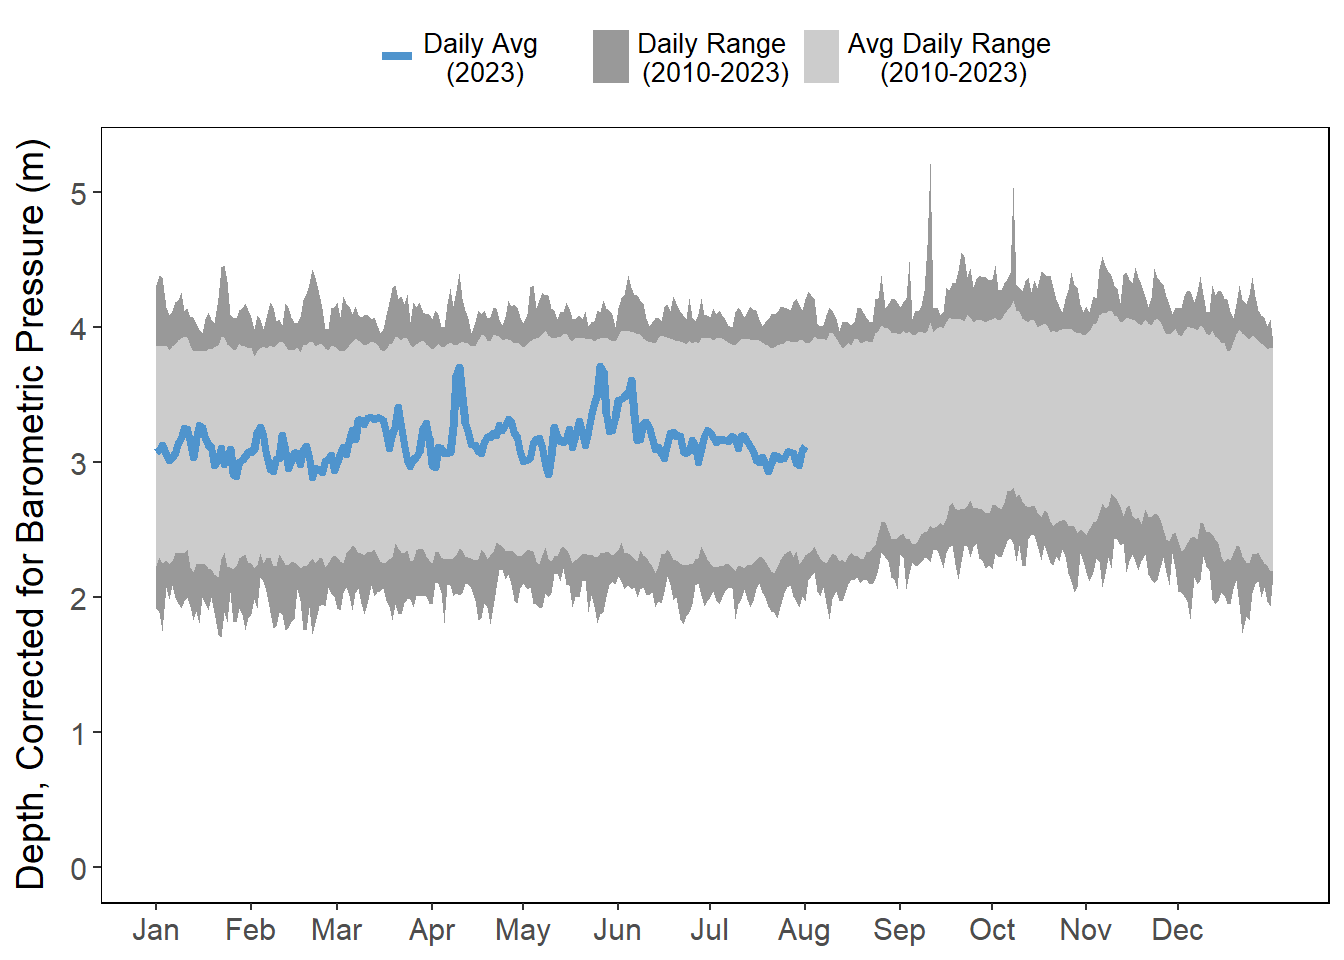 Daily Avg
(2023)
Daily Range
(2010-2023)
Avg Daily Range
(2010-2023)
Depth, Corrected for Barometric Pressure (m)
5
4
3
2
1
0
Jan Feb Mar Apr May Jun Jul Aug Sep Oct Nov Dec